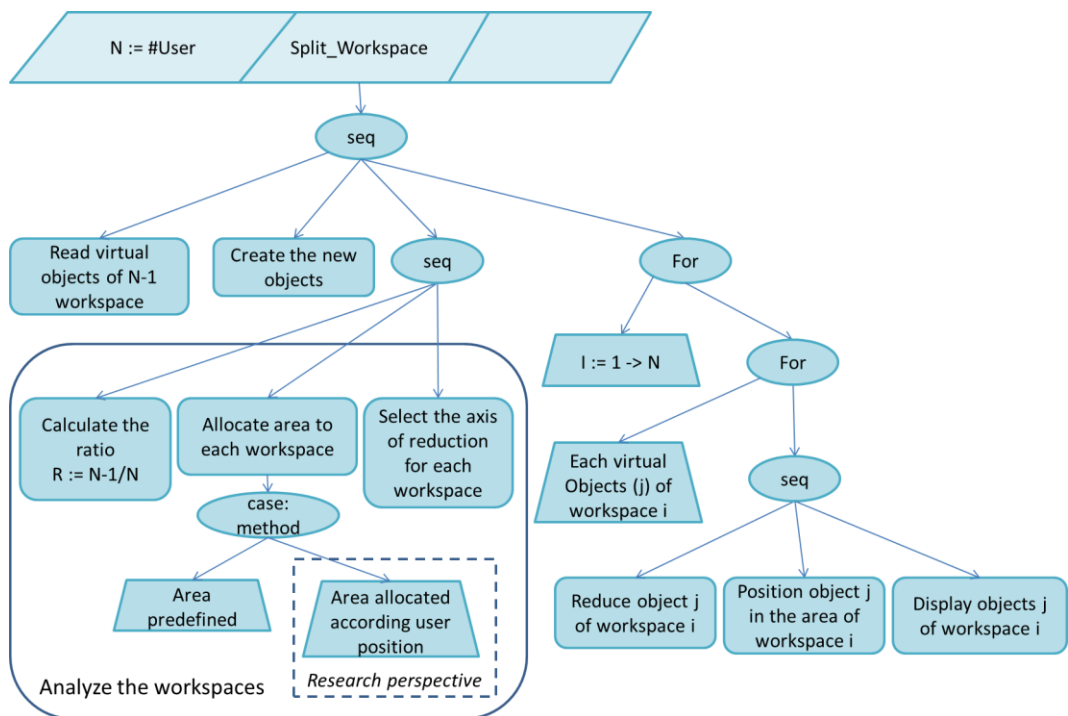 N := #User
Split_Workspace
seq
Read virtual
objects of N-1
workspace
Create the new
objects
seq
For
I := 1 -> N
For
Calculate the
ratio
R := N-1/N
Allocate area to
each workspace
Select the axis
of reduction
for each
workspace
Each virtual
Objects (j) of
workspace i
seq
case:
method
Area
predefined
Area allocated
according user
position
Research perspective
Analyze the workspaces
Reduce object j
of workspace i
Position object j
in the area of
workspace i
Display objects j
of workspace i